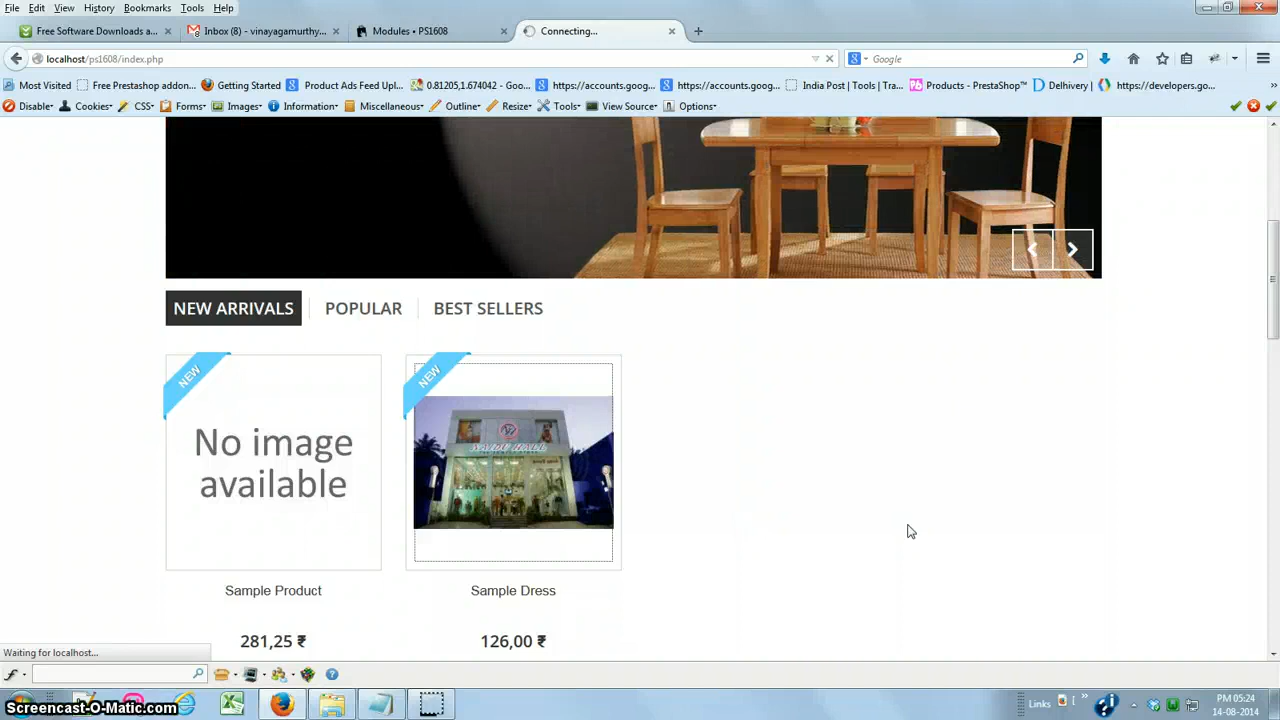 File Edit View History Bookmarks Tools Help
Free Software Downloads a... × Inbox (8) - vinayagamurthy... × Modules • PS1608 × Connecting... × +
localhost/ps1608/index.php Google
Most Visited Free Prestashop addon... Getting Started Product Ads Feed Upl... 0.81205,1.674042 - Goo... https://accounts.goog... https://accounts.goog... India Post | Tools | Tra... Products - PrestaShop™ Delhivery | https://developers.go...
Disable Cookies CSS Forms Images Information Miscellaneous Outline Resize Tools View Source Options
NEW ARRIVALS POPULAR BEST SELLERS
NEW NEW
No image
available
Sample Product Sample Dress
281,25 ₹ 126,00 ₹
Waiting for localhost...
Links
PM 05:24
14-08-2014
Screencast-O-Matic.com